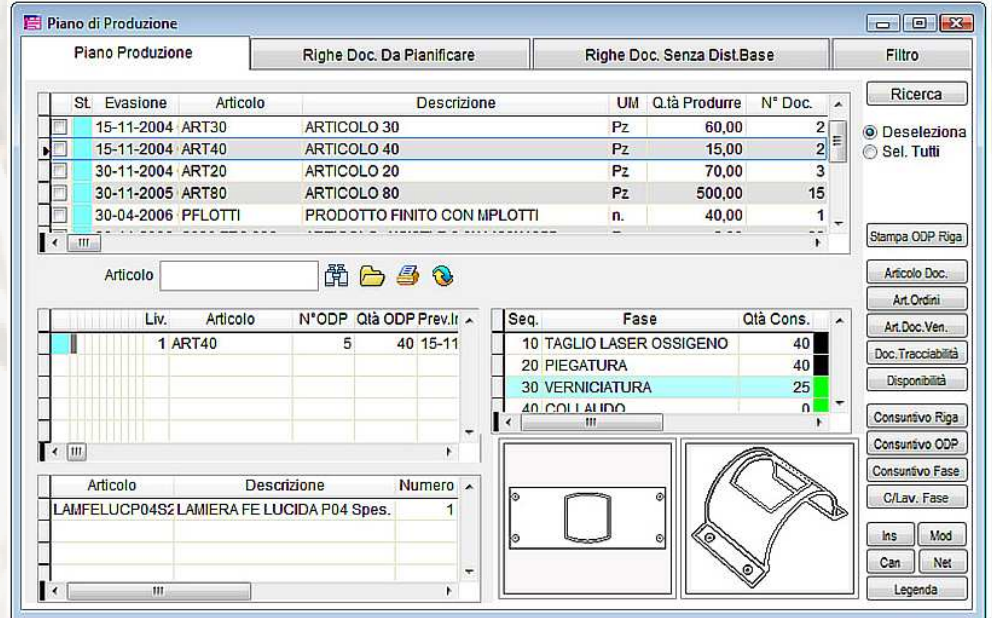 Piano di Produzione
Piano Produzione Righe Doc. Da Pianificare Righe Doc. Senza Dist.Base Filtro
St. Evasione Articolo Descrizione UM Q.tà Produrre N° Doc.
15-11-2004 ART30 ARTICOLO 30 Pz 60,00 2
15-11-2004 ART40 ARTICOLO 40 Pz 15,00 2
30-11-2004 ART20 ARTICOLO 20 Pz 70,00 3
30-11-2005 ART80 ARTICOLO 80 Pz 500,00 15
30-04-2006 PFLOTTI PRODOTTO FINITO CON MPLOTTI n. 40,00 1
Ricerca
Deseleziona
Sel. Tutti
Stampa ODP Riga
Articolo
Articolo Doc.
Art.Ordini
Art.Doc.Ven.
Doc.Tracciabilità
Disponibilità
Consuntivo Riga
Consuntivo ODP
Consuntivo Fase
C/Lav. Fase
Ins Mod
Can Net
Legenda
Liv. Articolo N°ODP Qtà ODP Prev.Ir
1 ART40 5 40 15-11
Seq. Fase Qtà Cons.
10 TAGLIO LASER OSSIGENO 40
20 PIEGATURA 40
30 VERNICIATURA 25
40 COLLAUDO 0
Articolo Descrizione Numero
LAMFELUCP04S2 LAMIERA FE LUCIDA P04 Spes. 1